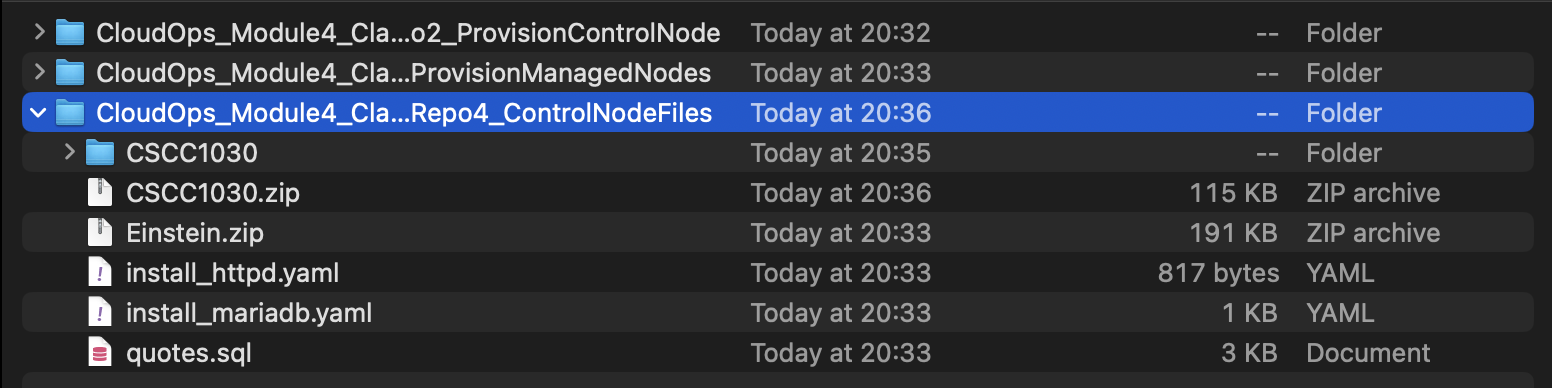 CloudOps_Module4_Cla...o2_ProvisionControlNode Today at 20:32 -- Folder
CloudOps_Module4_Cla...ProvisionManagedNodes Today at 20:33 -- Folder
CloudOps_Module4_Cla...Repo4_ControlNodeFiles Today at 20:36 -- Folder
CSCC1030 Today at 20:35 -- Folder
CSCC1030.zip Today at 20:36 115 KB ZIP archive
Einstein.zip Today at 20:33 191 KB ZIP archive
install_httpd.yaml Today at 20:33 817 bytes YAML
install_mariadb.yaml Today at 20:33 1 KB YAML
quotes.sql Today at 20:33 3 KB Document